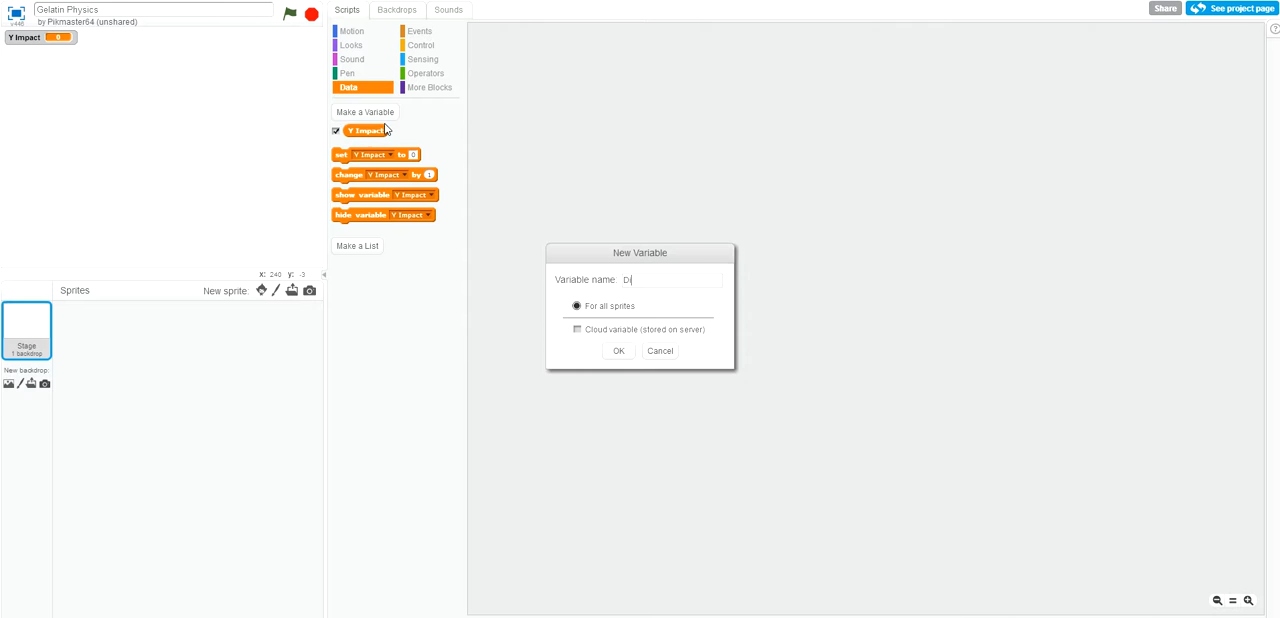 v448
Gelatin Physics
by Pikmaster64 (unshared)
Y Impact 0
Scripts Backdrops Sounds
Share See project page
Motion Events
Looks Control
Sound Sensing
Pen Operators
Data More Blocks
Make a Variable
Y Impact
set Y Impact to 0
change Y Impact by 1
show variable Y Impact
hide variable Y Impact
Make a List
New Variable
Variable name: Di
For all sprites
Cloud variable (stored on server)
OK Cancel
x: 240 y: -3
Sprites New sprite:
Stage
1 backdrop
New backdrop: